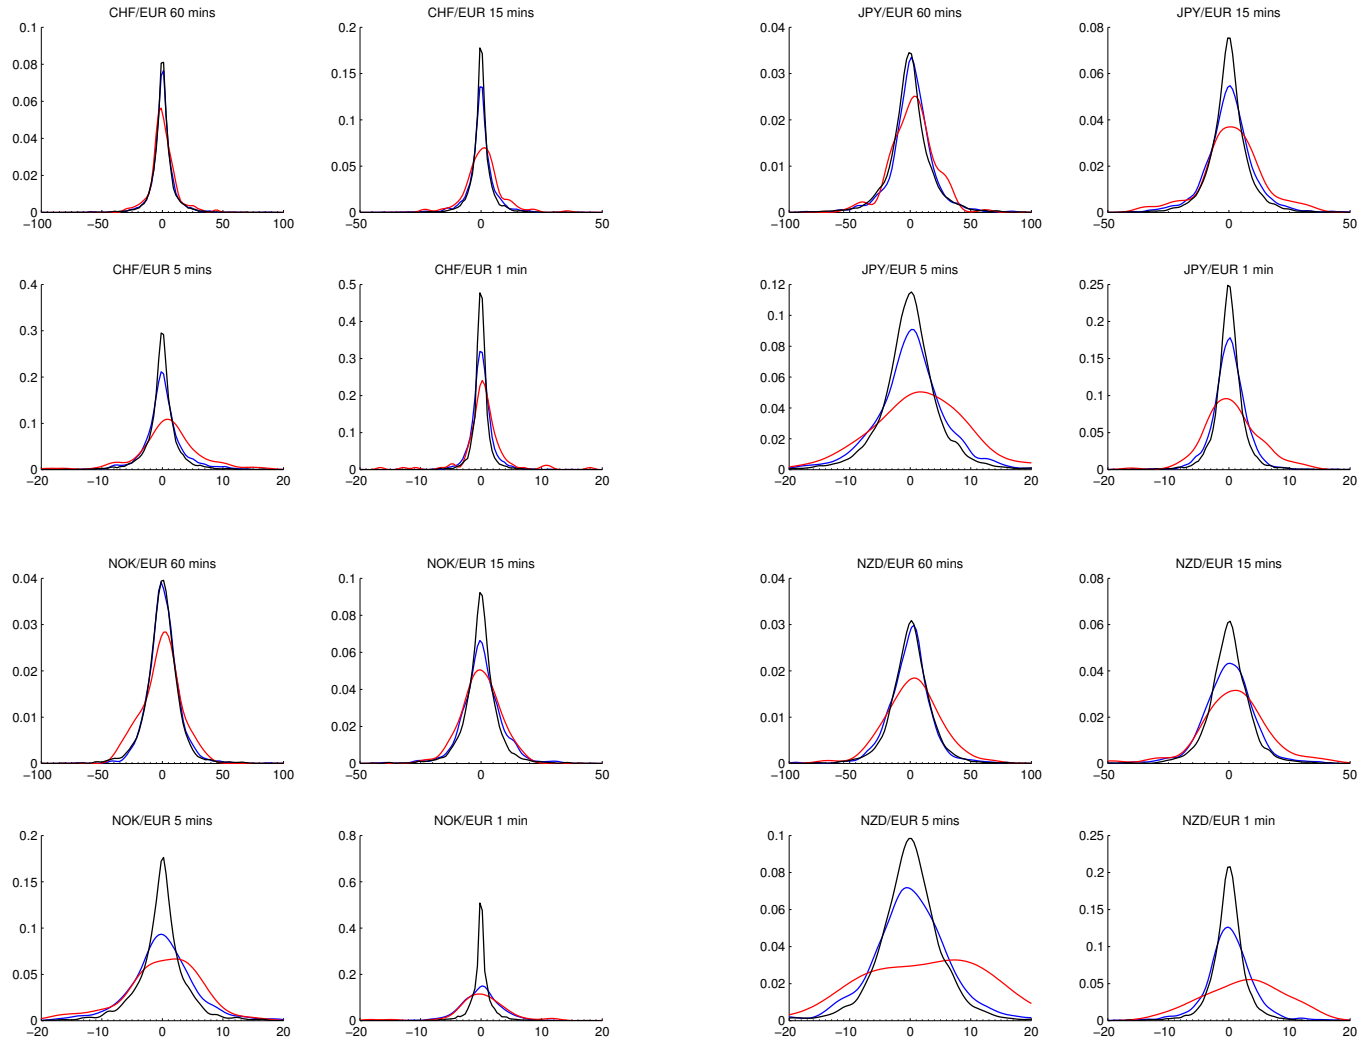 CHF/EUR 60 mins
0.1
0.08
0.06
0.04
0.02
0
−100 −50 0 50 100
CHF/EUR 15 mins
0.2
0.15
0.1
0.05
0
−50 0 50
CHF/EUR 5 mins
0.4
0.3
0.2
0.1
0
−20 −10 0 10 20
CHF/EUR 1 min
0.5
0.4
0.3
0.2
0.1
0
−20 −10 0 10 20
JPY/EUR 60 mins
0.04
0.03
0.02
0.01
0
−100 −50 0 50 100
JPY/EUR 15 mins
0.08
0.06
0.04
0.02
0
−50 0 50
JPY/EUR 5 mins
0.12
0.1
0.08
0.06
0.04
0.02
0
−20 −10 0 10 20
JPY/EUR 1 min
0.25
0.2
0.15
0.1
0.05
0
−20 −10 0 10 20
NOK/EUR 60 mins
0.04
0.03
0.02
0.01
0
−100 −50 0 50 100
NOK/EUR 15 mins
0.1
0.08
0.06
0.04
0.02
0
−50 0 50
NOK/EUR 5 mins
0.2
0.15
0.1
0.05
0
−20 −10 0 10 20
NOK/EUR 1 min
0.8
0.6
0.4
0.2
0
−20 −10 0 10 20
NZD/EUR 60 mins
0.04
0.03
0.02
0.01
0
−100 −50 0 50 100
NZD/EUR 15 mins
0.08
0.06
0.04
0.02
0
−50 0 50
NZD/EUR 5 mins
0.1
0.08
0.06
0.04
0.02
0
−20 −10 0 10 20
NZD/EUR 1 min
0.25
0.2
0.15
0.1
0.05
0
−20 −10 0 10 20